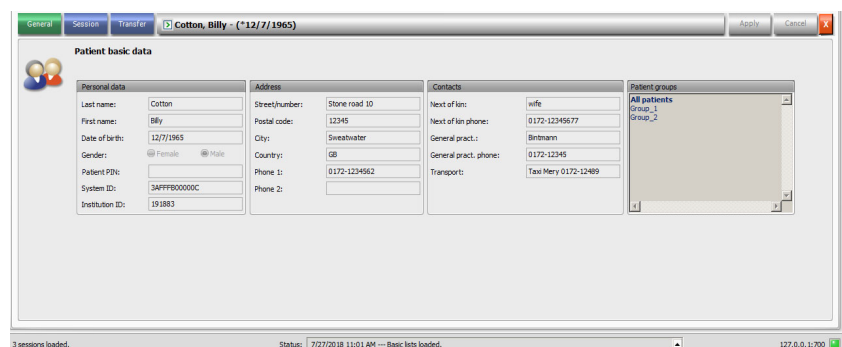 General Session Transfer Cotton, Billy - (*12/7/1965) Apply Cancel X
Patient basic data
Personal data
Last name: Cotton
First name: Billy
Date of birth: 12/7/1965
Gender: Female Male
Patient PIN:
System ID: 3AFFFB00000C
Institution ID: 191883
Address
Street/number: Stone road 10
Postal code: 12345
City: Sweatwater
Country: GB
Phone 1: 0172-1234562
Phone 2:
Contacts
Next of kin: wife
Next of kin phone: 0172-12345677
General pract.: Bintmann
General pract. phone: 0172-12345
Transport: Taxi Mery 0172-12489
Patient groups
All patients
Group_1
Group_2
3 sessions loaded. Status: 7/27/2018 11:01 AM --- Basic lists loaded. 127.0.0.1:700